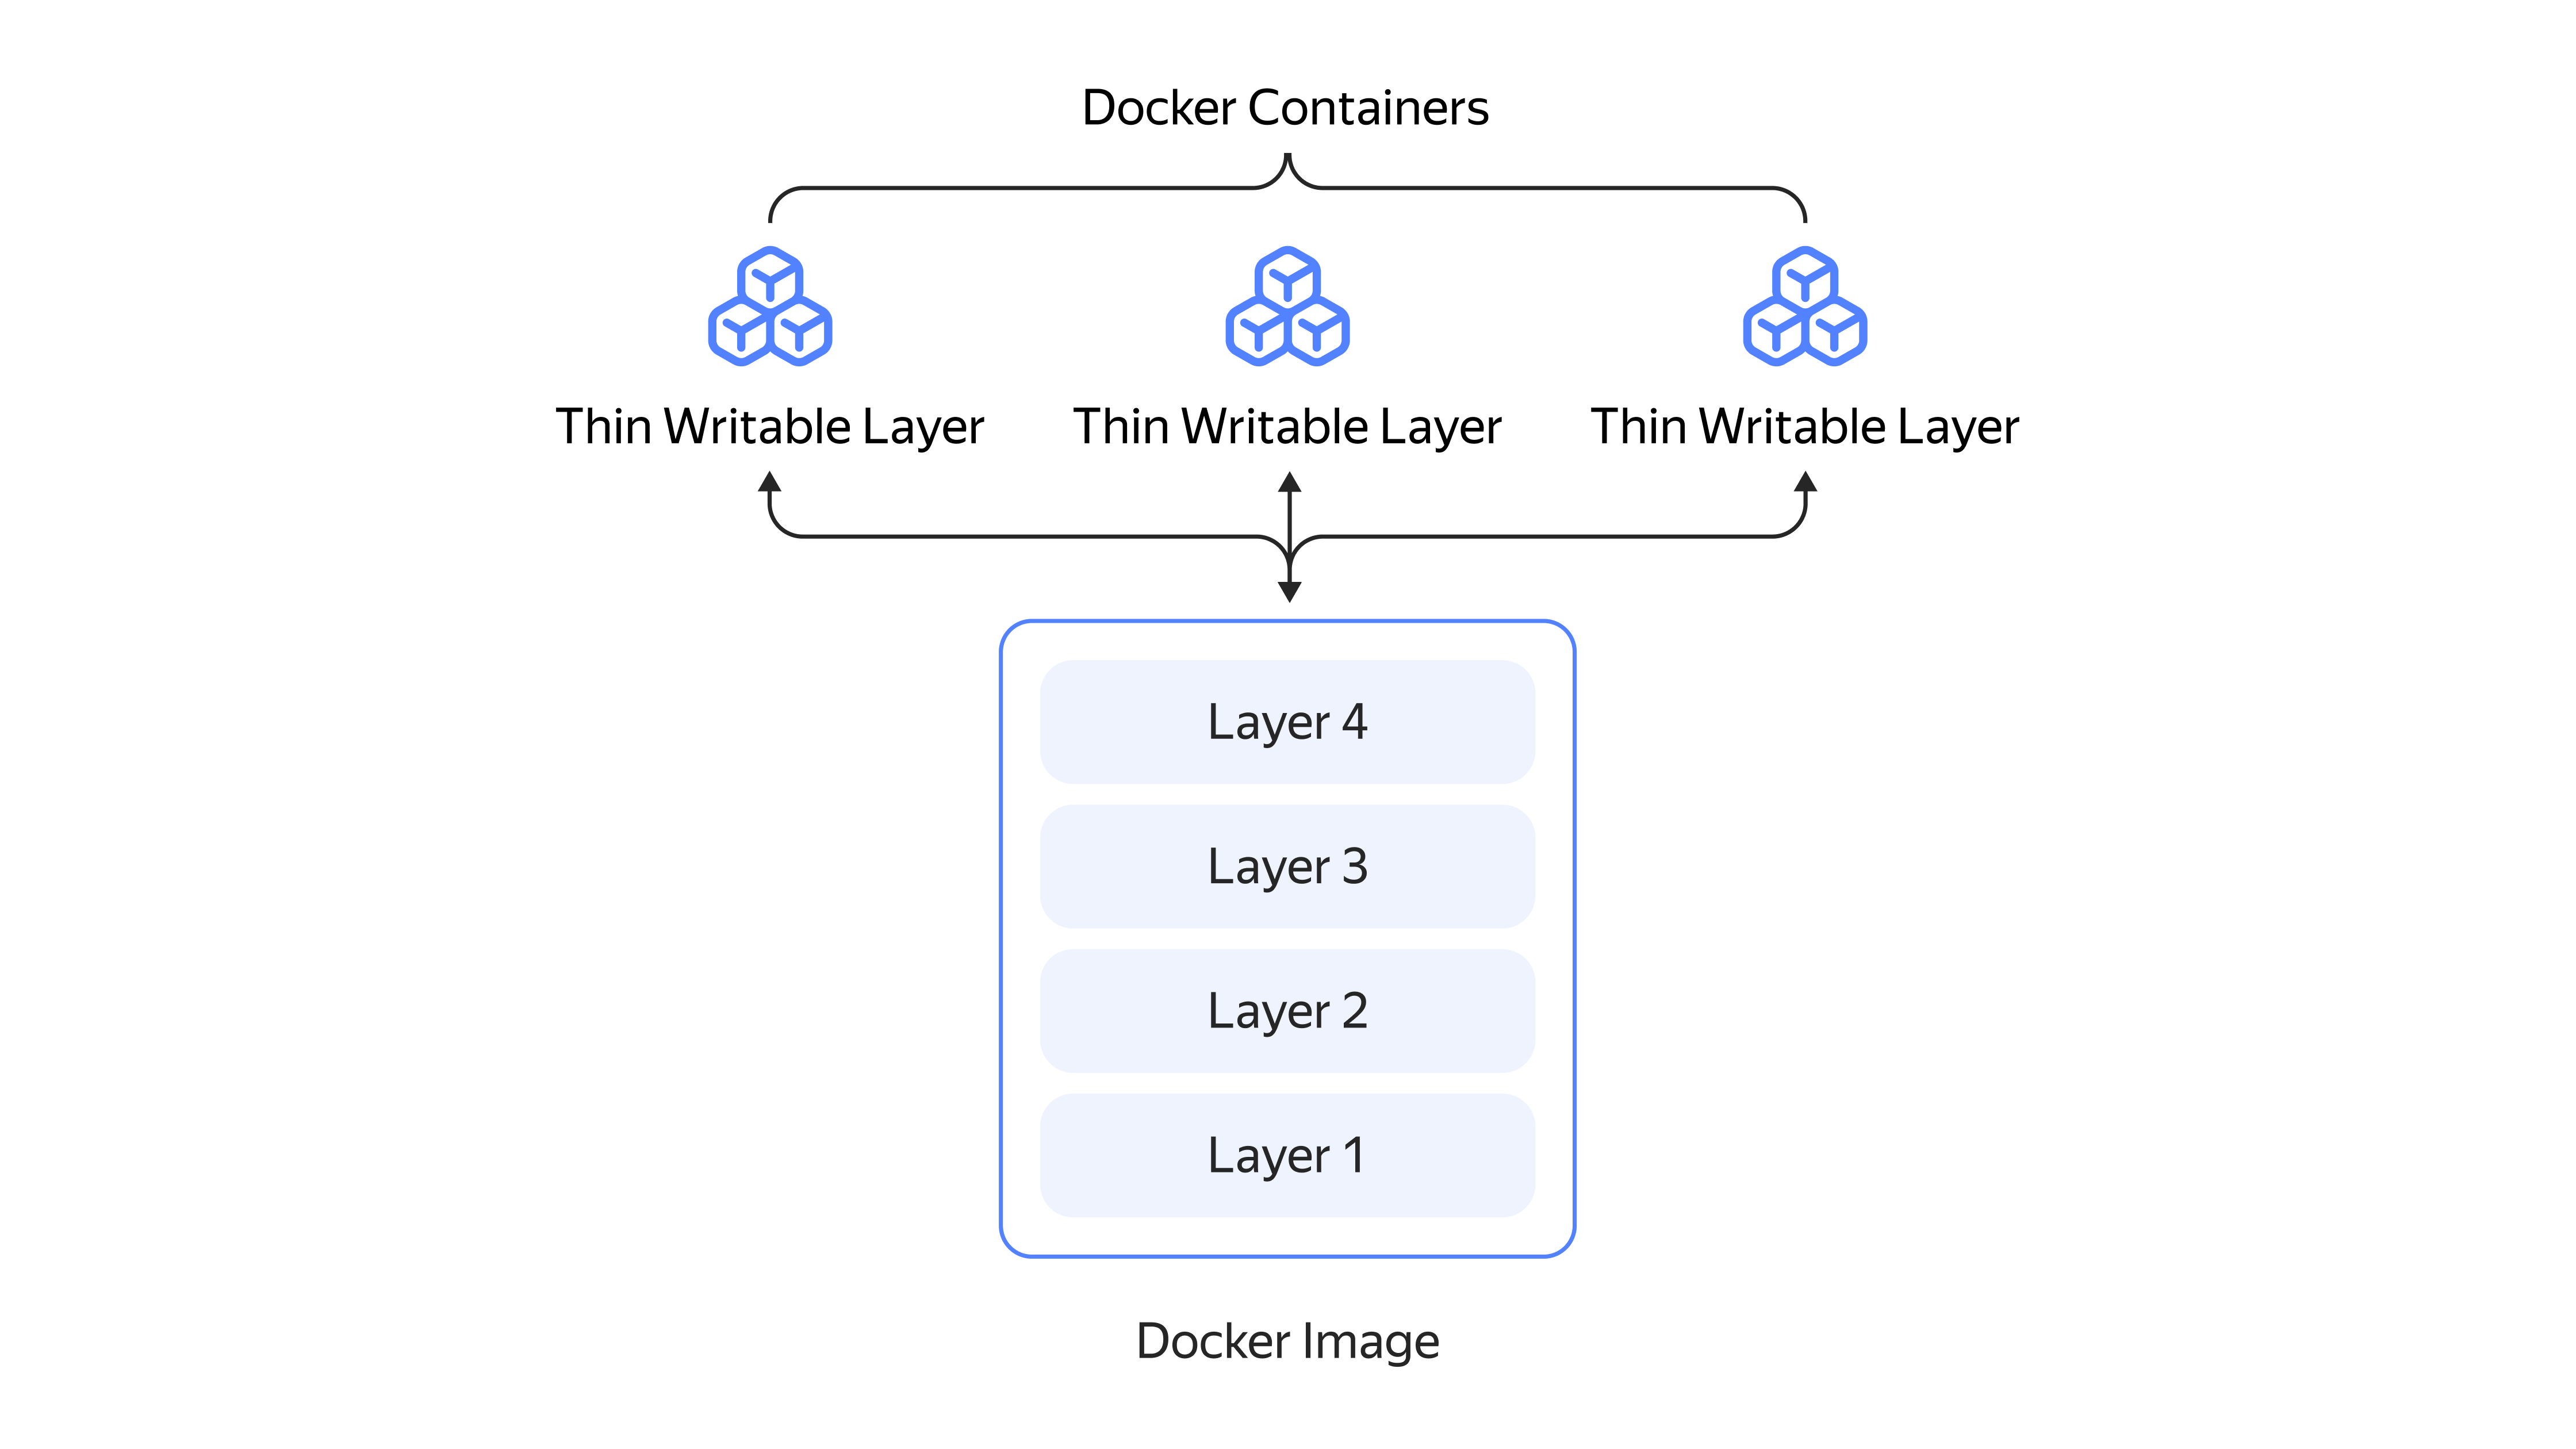 Docker Containers
Thin Writable Layer
Thin Writable Layer
Thin Writable Layer
Layer 4
Layer 3
Layer 2
Layer 1
Docker Image